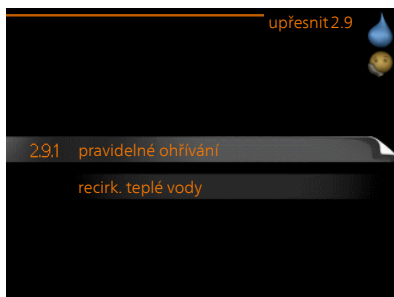 upřesnit 2.9
2.9.1 pravidelné ohřívání
recirk. teplé vody